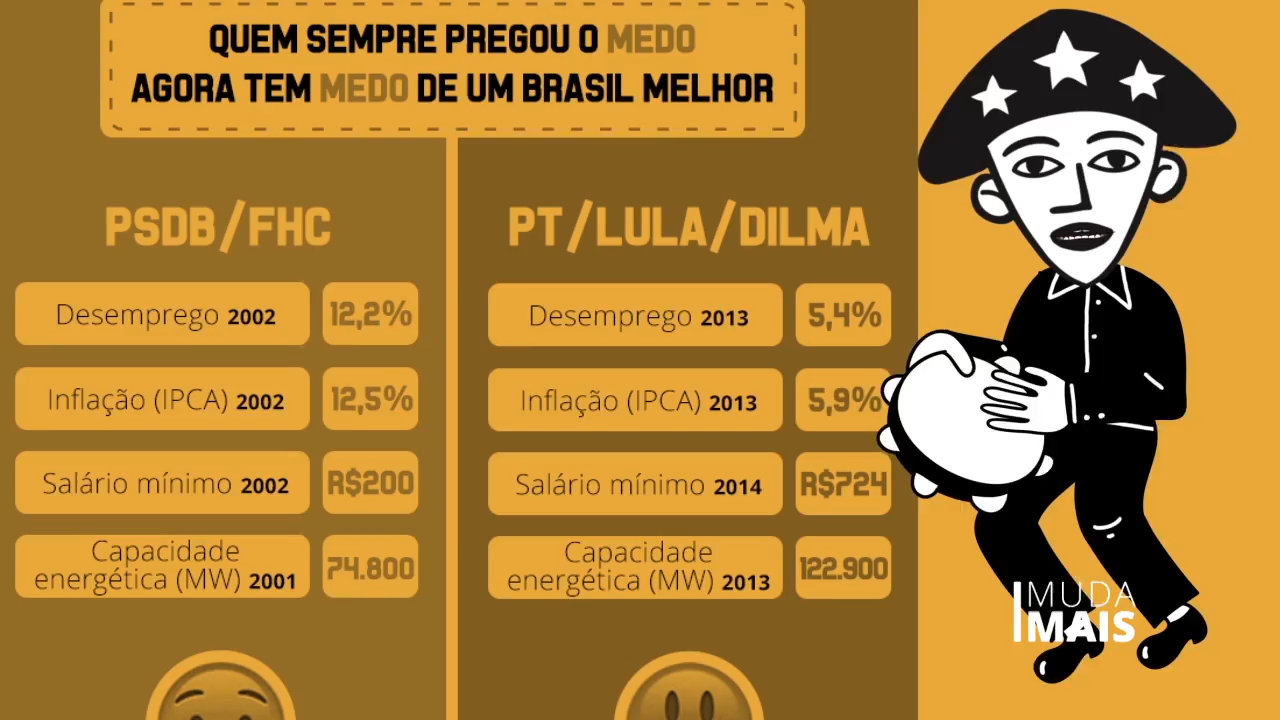 QUEM SEMPRE PREGOU O MEDO
AGORA TEM MEDO DE UM BRASIL MELHOR
PSDB/FHC
Desemprego 2002 12,2%
Inflação (IPCA) 2002 12,5%
Salário mínimo 2002 R$200
Capacidade
energética (MW) 2001 74.800
PT/LULA/DILMA
Desemprego 2013 5,4%
Inflação (IPCA) 2013 5,9%
Salário mínimo 2014 R$724
Capacidade
energética (MW) 2013 122.900
MUDA
MAIS